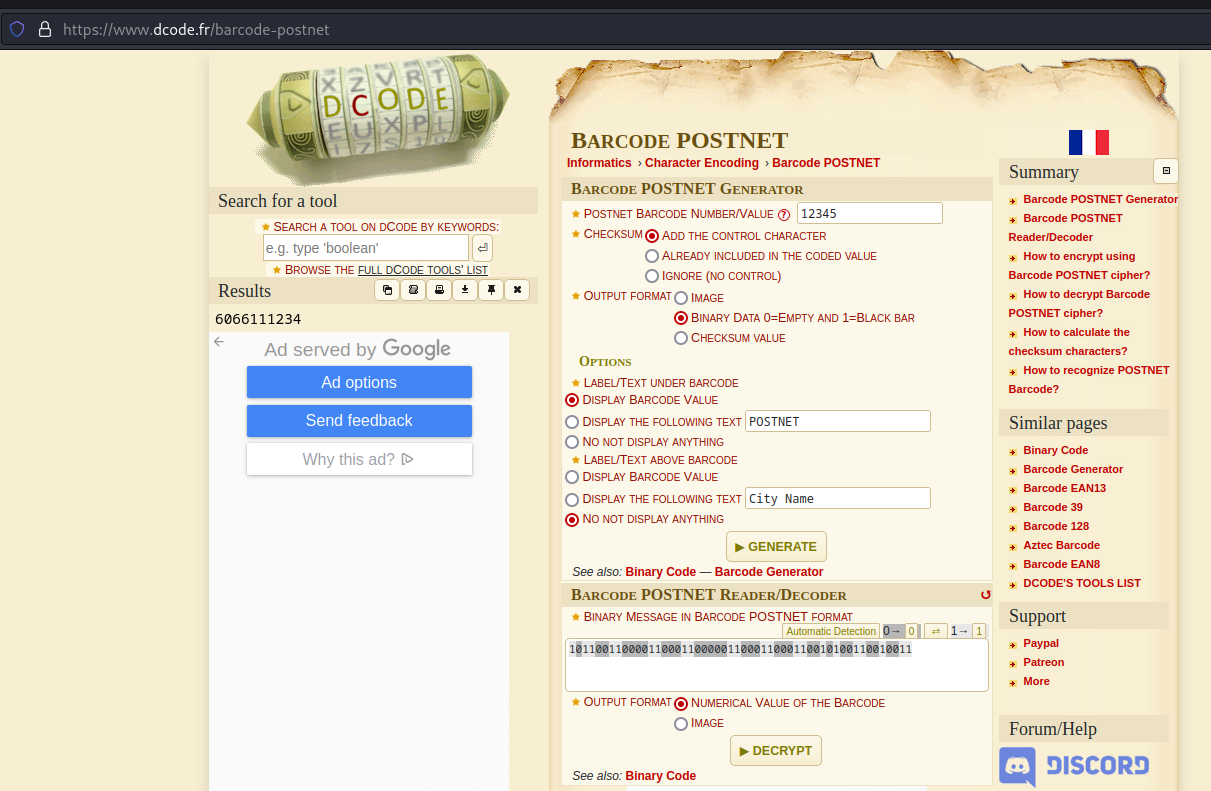 https://www.dcode.fr/barcode-postnet
X Z V R T
D C O D E
E U X P L
Search for a tool
★ Search a tool on dCode by keywords:
e.g. type 'boolean'
★ Browse the full dCode tools' list
Results
6066111234
Ad served by Google
Ad options
Send feedback
Why this ad?
Barcode POSTNET
Informatics › Character Encoding › Barcode POSTNET
Barcode POSTNET Generator
★ Postnet Barcode Number/Value ? 12345
★ Checksum Add the control character
Already included in the coded value
Ignore (no control)
★ Output format Image
Binary Data 0=Empty and 1=Black bar
Checksum value
Options
★ Label/Text under barcode
Display Barcode Value
Display the following text POSTNET
No not display anything
★ Label/Text above barcode
Display Barcode Value
Display the following text City Name
No not display anything
▶ GENERATE
See also: Binary Code — Barcode Generator
Barcode POSTNET Reader/Decoder
★ Binary Message in Barcode POSTNET format
Automatic Detection 0→ 0 ⇄ 1→ 1
★ Output format Numerical Value of the Barcode
Image
▶ DECRYPT
See also: Binary Code
Summary
Barcode POSTNET Generator
Barcode POSTNET
Reader/Decoder
How to encrypt using
Barcode POSTNET cipher?
How to decrypt Barcode
POSTNET cipher?
How to calculate the
checksum characters?
How to recognize POSTNET
Barcode?
Similar pages
Binary Code
Barcode Generator
Barcode EAN13
Barcode 39
Barcode 128
Aztec Barcode
Barcode EAN8
DCODE'S TOOLS LIST
Support
Paypal
Patreon
More
Forum/Help
DISCORD